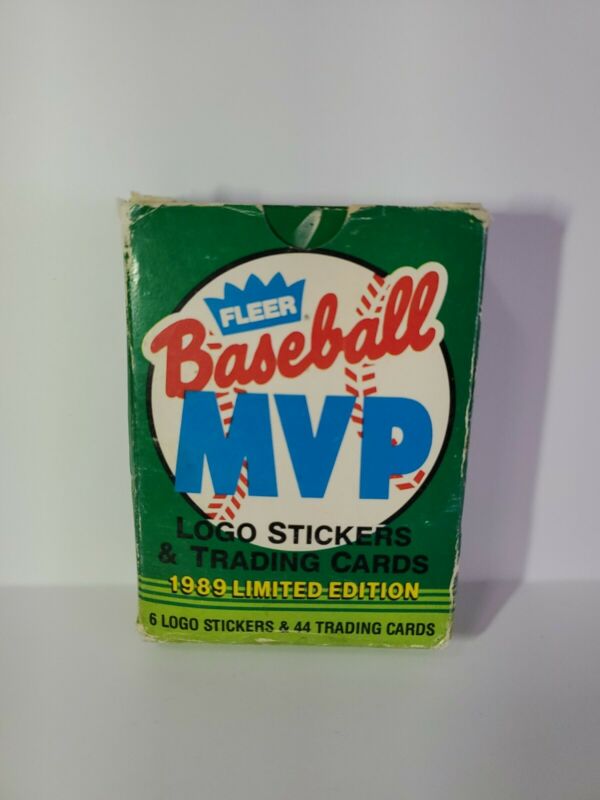 FLEER
Baseball
MVP
LOGO STICKERS
& TRADING CARDS
1989 LIMITED EDITION
6 LOGO STICKERS & 44 TRADING CARDS